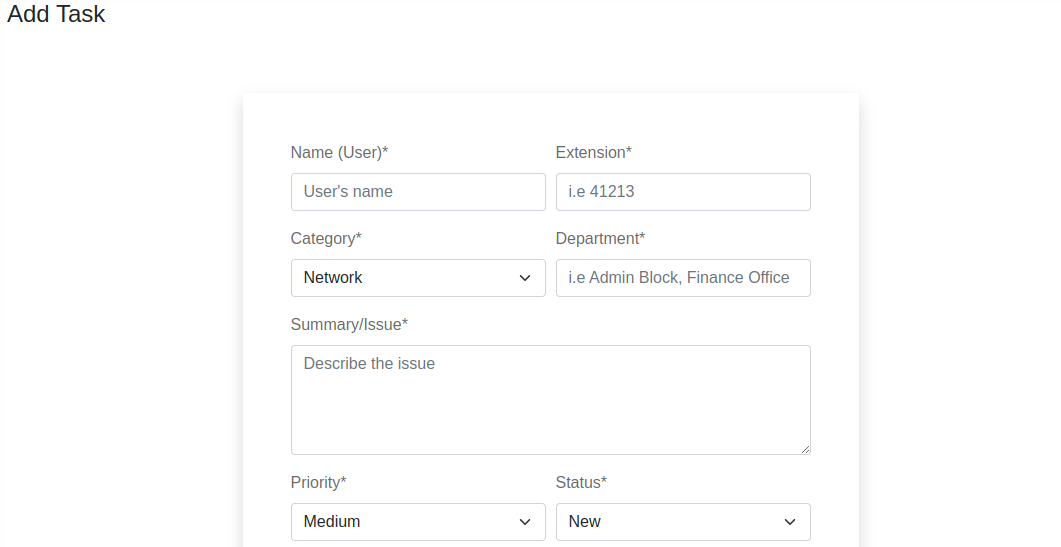 Add Task
Name (User)* Extension*
User's name i.e 41213
Category* Department*
Network i.e Admin Block, Finance Office
Summary/Issue*
Describe the issue
Priority* Status*
Medium New